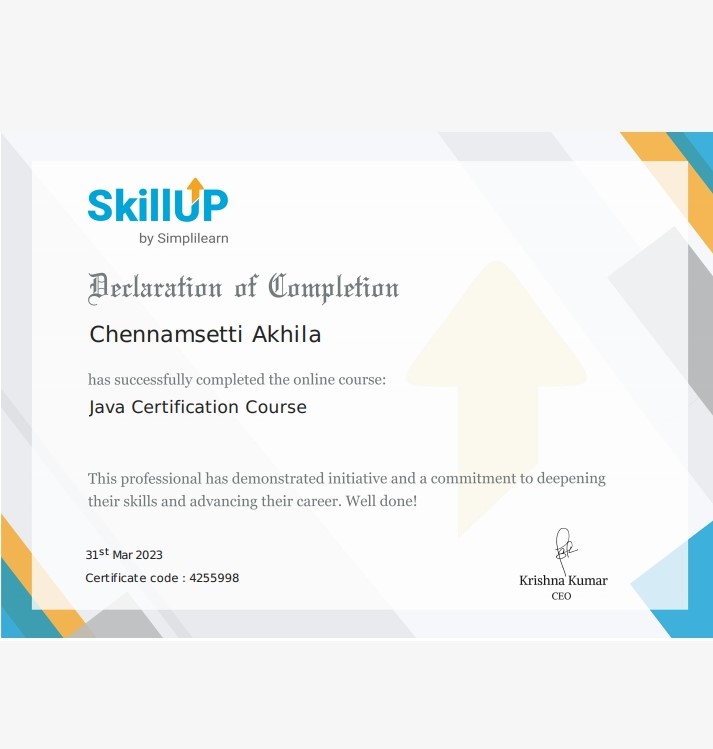 SkillUP
by Simplilearn
Declaration of Completion
Chennamsetti Akhila
has successfully completed the online course:
Java Certification Course
This professional has demonstrated initiative and a commitment to deepening
their skills and advancing their career. Well done!
31st Mar 2023
Certificate code : 4255998
Krishna Kumar
CEO